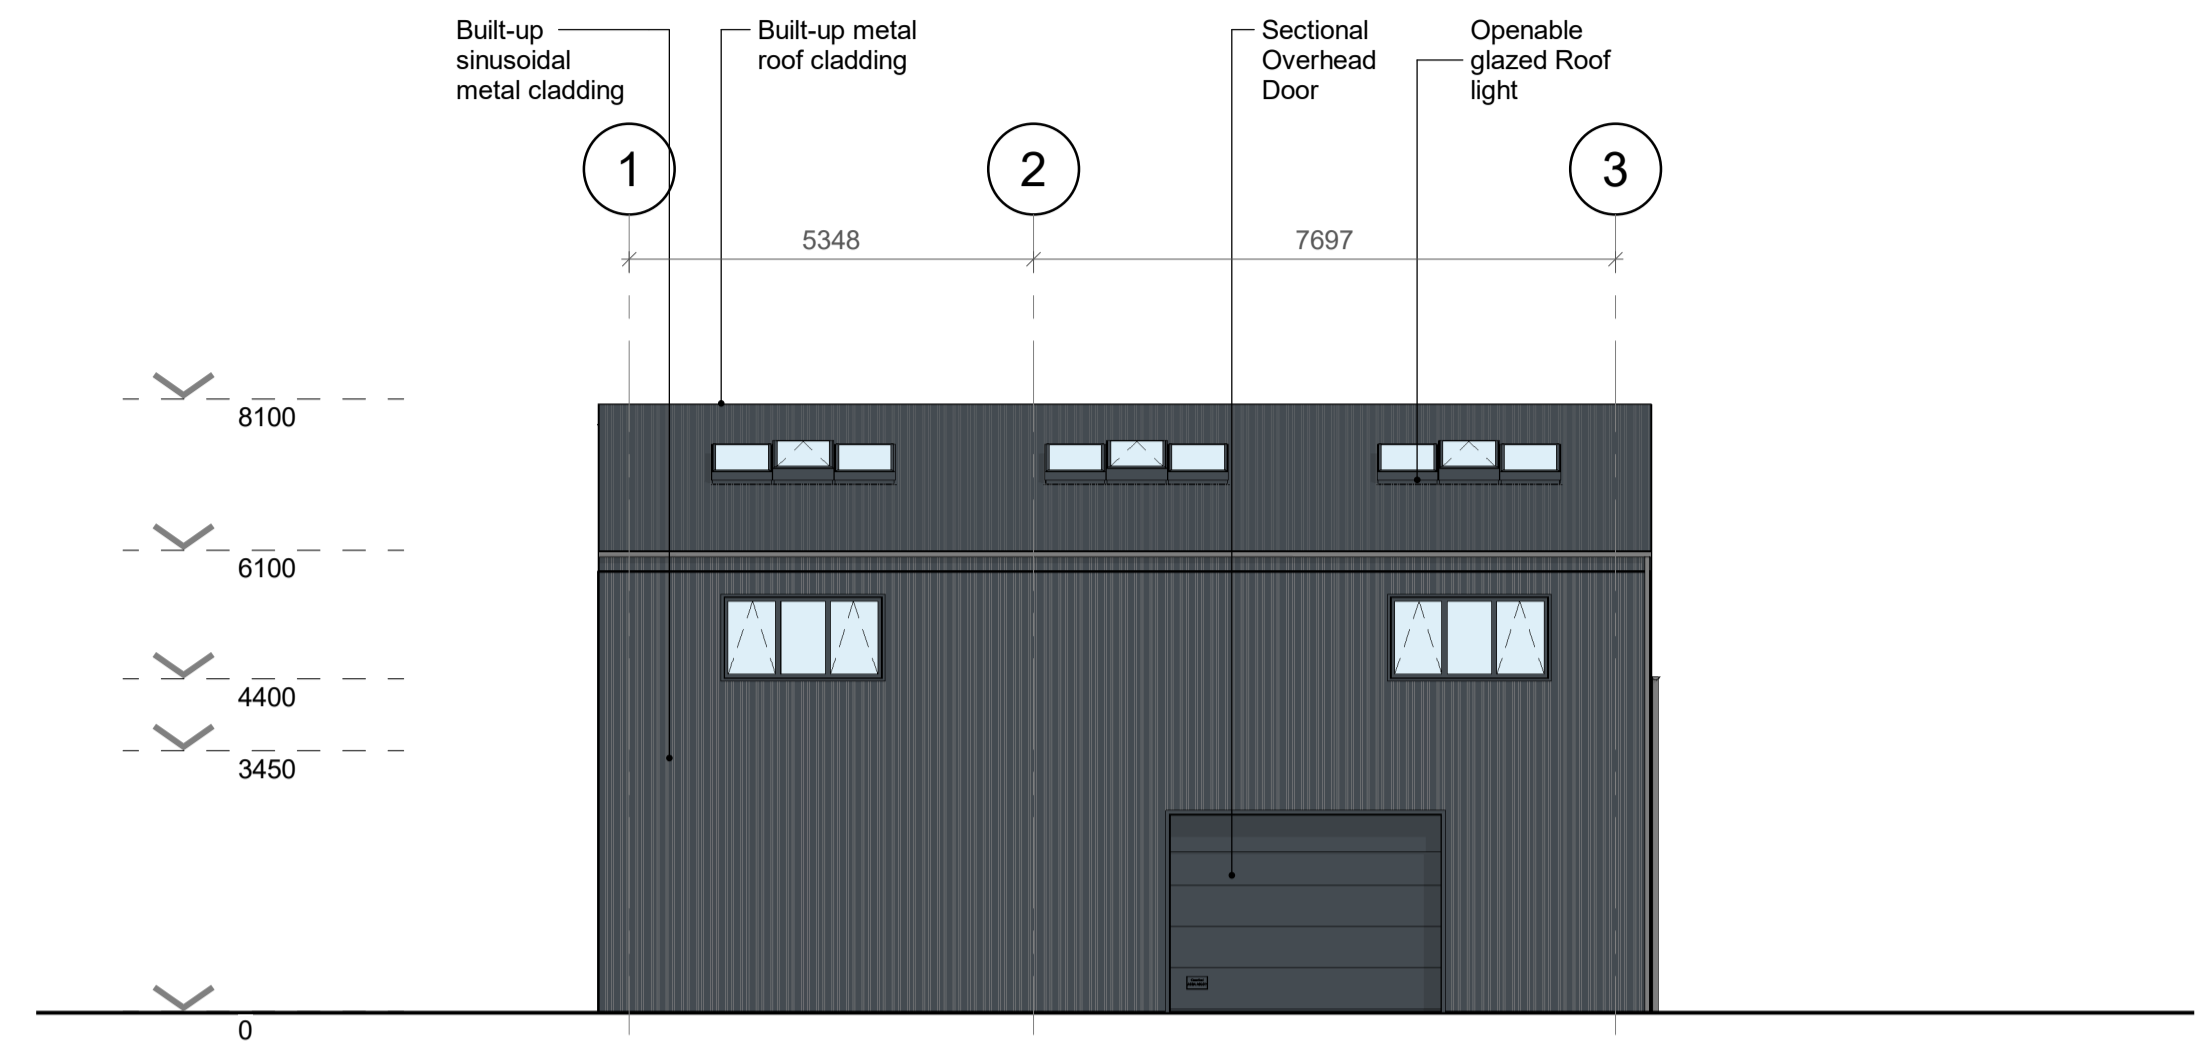 Built-up
sinusoidal
metal cladding
Built-up metal
roof cladding
Sectional
Overhead
Door
Openable
glazed Roof
light
1
2
3
5348
7697
8100
6100
4400
3450
0